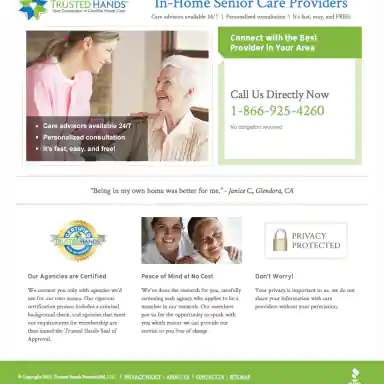 TRUSTED HANDS™
Your Connection to Certified Home Care
In-Home Senior Care Providers
Care advisors available 24/7 | Personalized consultation | It's fast, easy, and FREE!
Connect with the Best
Provider in Your Area
Call Us Directly Now
1-866-925-4260
No obligation required
• Care advisors available 24/7
• Personalized consultation
• It's fast, easy, and free!
"Being in my own home was better for me." - Janice C., Glendora, CA
CERTIFIED
TRUSTED HANDS
PRIVACY
PROTECTED
Our Agencies are Certified
We connect you only with agencies we'd
use for our own moms. Our rigorous
certification process includes a criminal
background check, and agencies that meet
our requirements for membership are
then issued the Trusted Hands Seal of
Approval.
Peace of Mind at No Cost
We've done the research for you, carefully
screening each agency who applies to be a
member in our network. Our members
pay us for the opportunity to speak with
you which means we can provide our
service to you free of charge
Don't Worry!
Your privacy is important to us. we do not
share your information with care
providers without your permission.
© Copyright 2013 Trusted Hands Network, LLC. | PRIVACY POLICY | ABOUT US | CONTACT US | SITE MAP
BBB